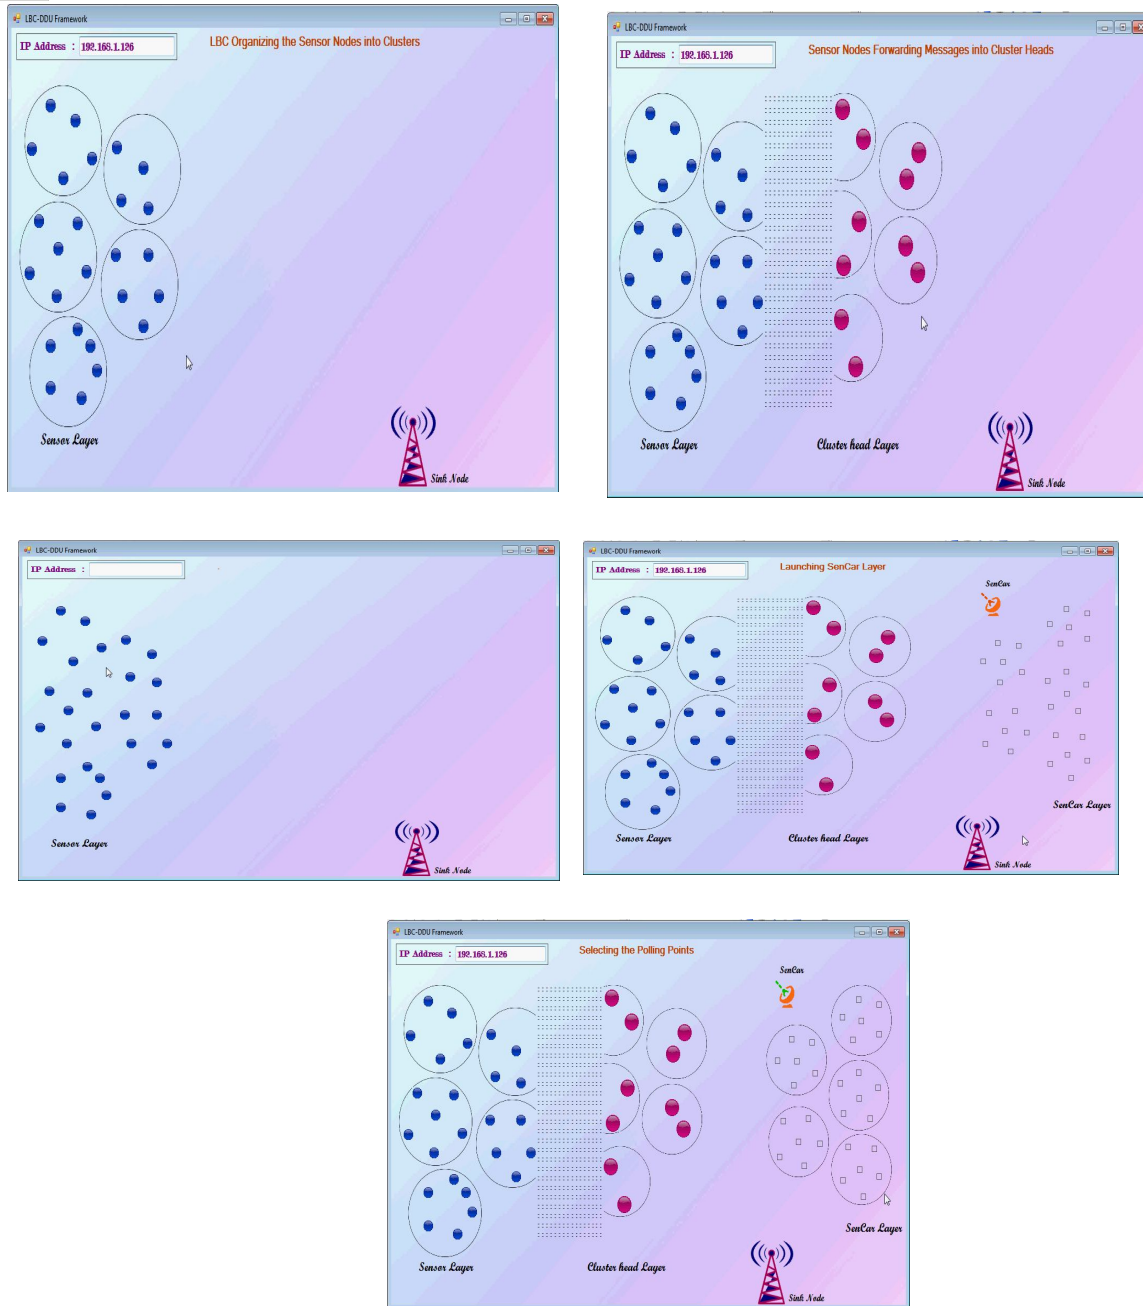 LBC-DDU Framework
IP Address : 192.168.1.126
LBC Organizing the Sensor Nodes into Clusters
Sensor Layer
Sink Node
LBC-DDU Framework
IP Address : 192.168.1.126
Sensor Nodes Forwarding Messages into Cluster Heads
Sensor Layer
Cluster head Layer
Sink Node
LBC-DDU Framework
IP Address :
Sensor Layer
Sink Node
LBC-DDU Framework
IP Address : 192.168.1.126
Launching SenCar Layer
SenCar
SenCar Layer
Sensor Layer
Cluster head Layer
Sink Node
LBC-DDU Framework
IP Address : 192.168.1.126
Selecting the Polling Points
SenCar
SenCar Layer
Sensor Layer
Cluster head Layer
Sink Node